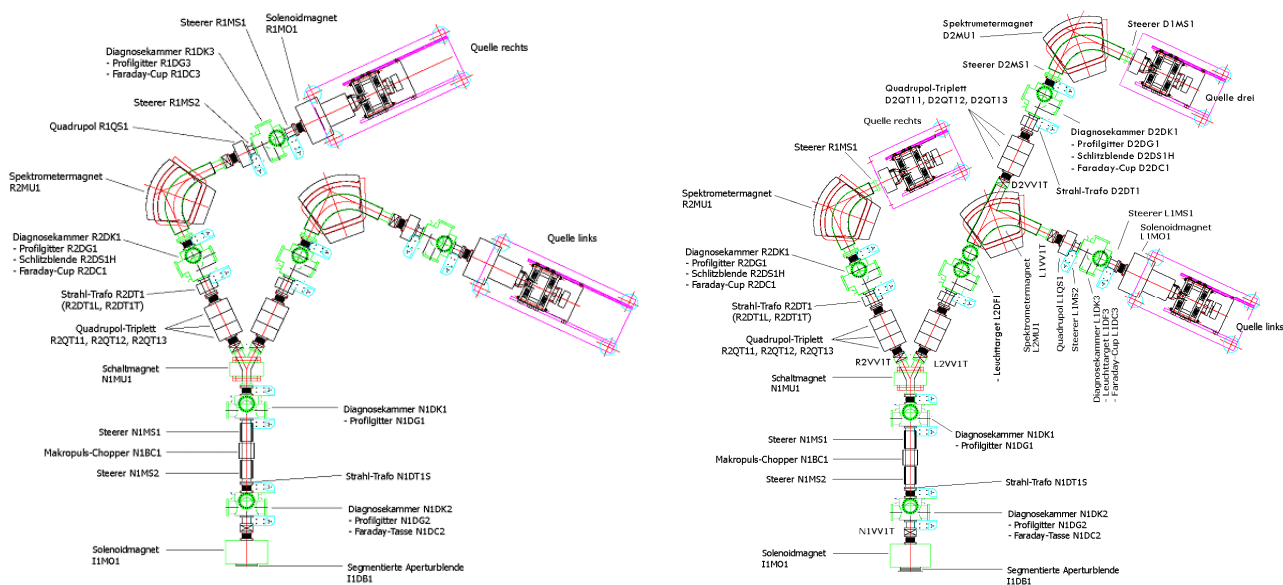 Solenoidmagnet
R1MO1
Steerer R1MS1
Diagnosekammer R1DK3
- Profilgitter R1DG3
- Faraday-Cup R1DC3
Quelle rechts
Steerer R1MS2
Quadrupol R1QS1
Spektrometermagnet
R2MU1
Diagnosekammer R2DK1
- Profilgitter R2DG1
- Schlitzblende R2DS1H
- Faraday-Cup R2DC1
Quelle links
Strahl-Trafo R2DT1
(R2DT1L, R2DT1T)
Quadrupol-Triplett
R2QT11, R2QT12, R2QT13
Schaltmagnet
N1MU1
Diagnosekammer N1DK1
- Profilgitter N1DG1
Steerer N1MS1
Makropuls-Chopper N1BC1
Steerer N1MS2
Strahl-Trafo N1DT1S
Diagnosekammer N1DK2
- Profilgitter N1DG2
- Faraday-Tasse N1DC2
Solenoidmagnet
I1MO1
Segmentierte Aperturblende
I1DB1
Spektrumetermagnet
D2MU1
Steerer D1MS1
Steerer D2MS1
Quadrupol-Triplett
D2QT11, D2QT12, D2QT13
Quelle drei
Quelle rechts
Diagnosekammer D2DK1
- Profilgitter D2DG1
- Schlitzblende D2DS1H
- Faraday-Cup D2DC1
Steerer R1MS1
D2VV1T
Strahl-Trafo D2DT1
Spektrometermagnet
R2MU1
Steerer L1MS1
Solenoidmagnet
L1MO1
Diagnosekammer R2DK1
- Profilgitter R2DG1
- Schlitzblende R2DS1H
- Faraday-Cup R2DC1
Strahl-Trafo R2DT1
(R2DT1L, R2DT1T)
Quadrupol-Triplett
R2QT11, R2QT12, R2QT13
- Leuchttarget L2DFI
Spektrumetermagnet
L2MU1
L1VV1T
Quadrupol L1QS1
Steerer L1MS2
Diagnosekammer L1DK3
- Leuchttarget L1DF3
- Faraday-Cup L1DC3
Quelle links
R2VV1T
L2VV1T
Schaltmagnet
N1MU1
Diagnosekammer N1DK1
- Profilgitter N1DG1
Steerer N1MS1
Makropuls-Chopper N1BC1
Steerer N1MS2
Strahl-Trafo N1DT1S
Diagnosekammer N1DK2
- Profilgitter N1DG2
- Faraday-Tasse N1DC2
N1VV1T
Solenoidmagnet
I1MO1
Segmentierte Aperturblende
I1DB1